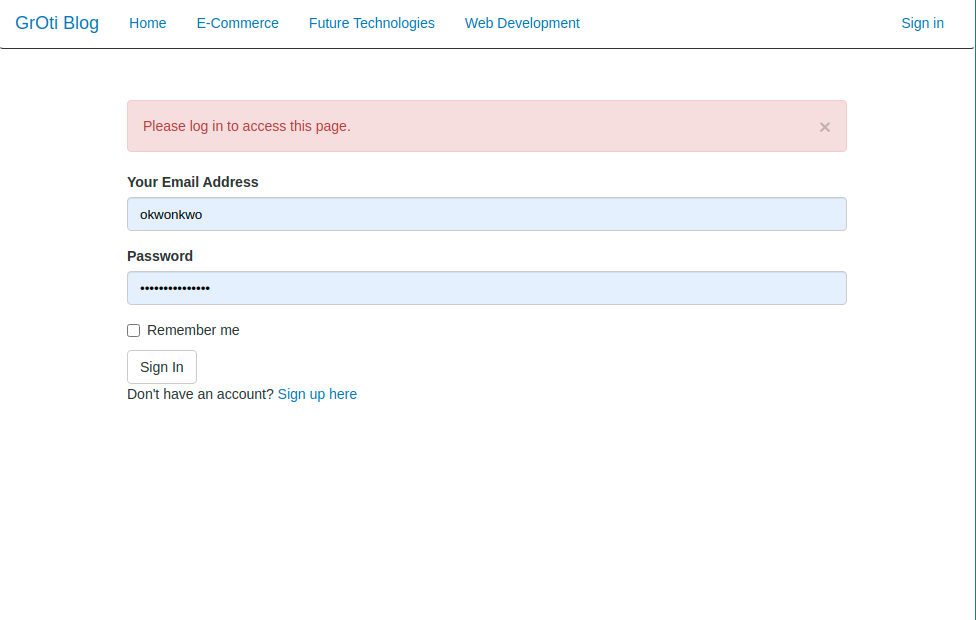 GrOti Blog Home E-Commerce Future Technologies Web Development Sign in
Please log in to access this page. ×
Your Email Address
okwonkwo
Password
•••••••••••••••
Remember me
Sign In
Don't have an account? Sign up here